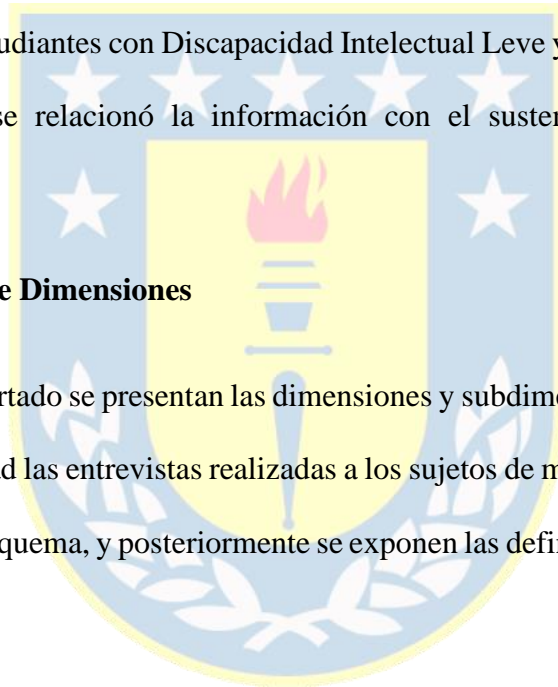 udiantes con Discapacidad Intelectual Leve y
se relacionó la información con el susten
e Dimensiones
rtado se presentan las dimensiones y subdime
ad las entrevistas realizadas a los sujetos de m
quema, y posteriormente se exponen las defi